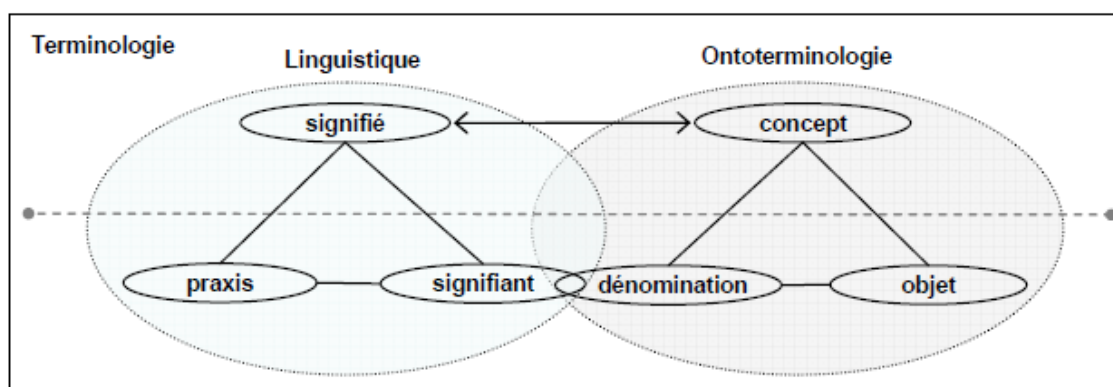 Terminologie
Linguistique
Ontoterminologie
signifié
concept
praxis
signifiant
dénomination
objet